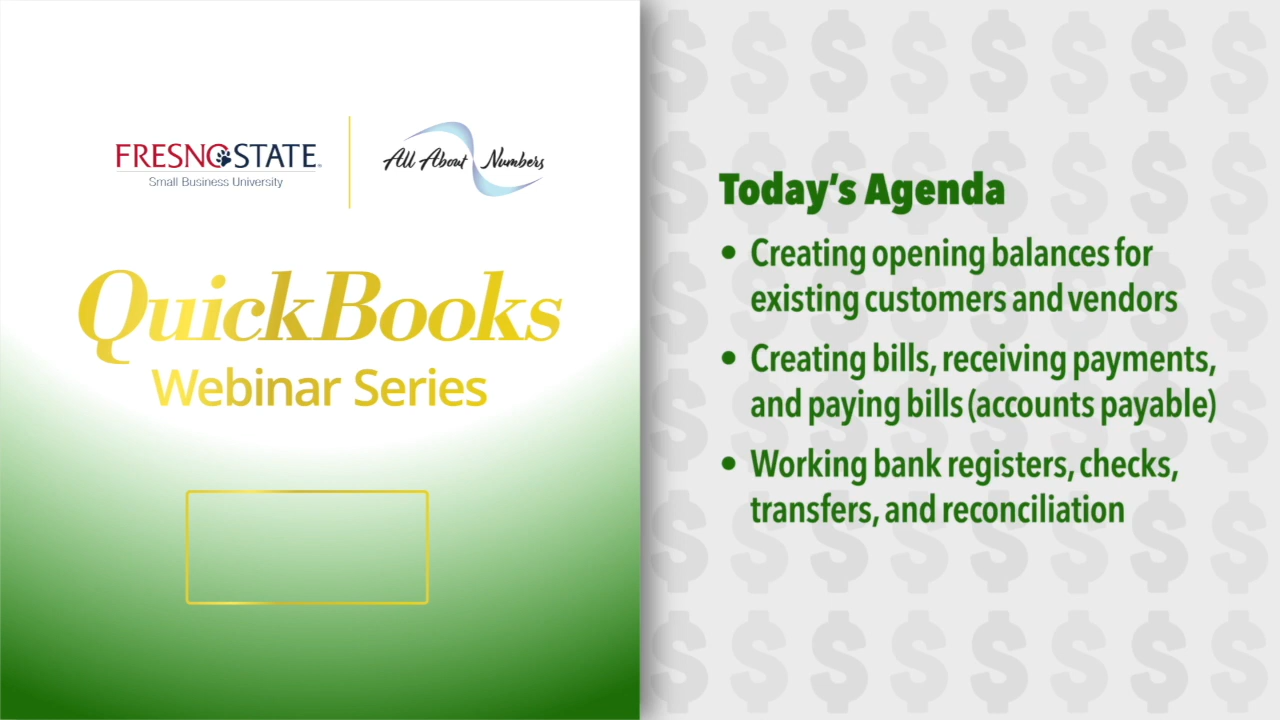 FRESNO STATE
Small Business University
All About Numbers
QuickBooks
Webinar Series
Today's Agenda
• Creating opening balances for
existing customers and vendors
• Creating bills, receiving payments,
and paying bills (accounts payable)
• Working bank registers, checks,
transfers, and reconciliation